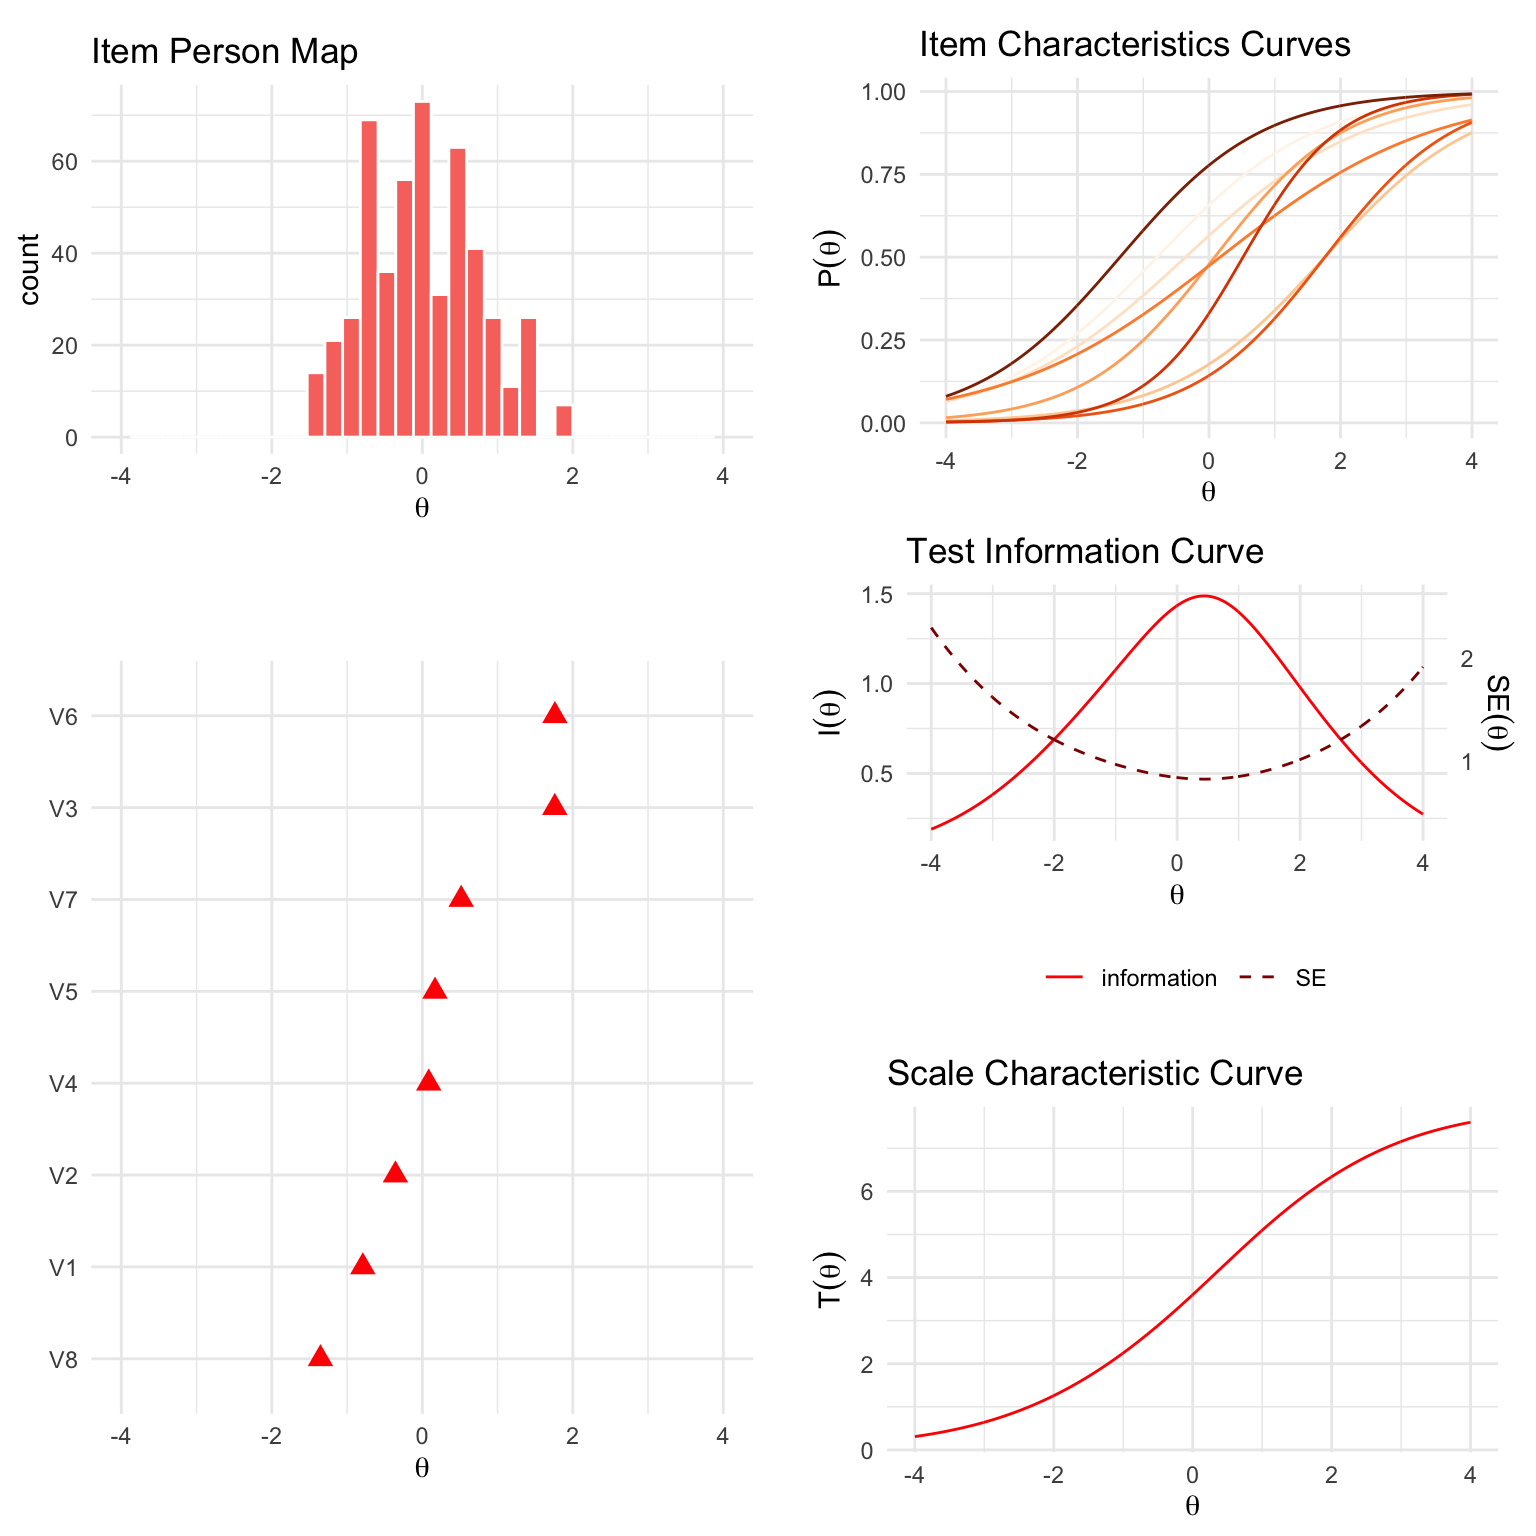 Item Person Map
count
60
40
20
0
-4 -2 0 2 4
θ
V6
V3
V7
V5
V4
V2
V1
V8
-4 -2 0 2 4
θ
Item Characteristics Curves
P(θ)
1.00
0.75
0.50
0.25
0.00
-4 -2 0 2 4
θ
Test Information Curve
I(θ)
1.5
1.0
0.5
2
1
SE(θ)
-4 -2 0 2 4
θ
information SE
Scale Characteristic Curve
T(θ)
6
4
2
0
-4 -2 0 2 4
θ